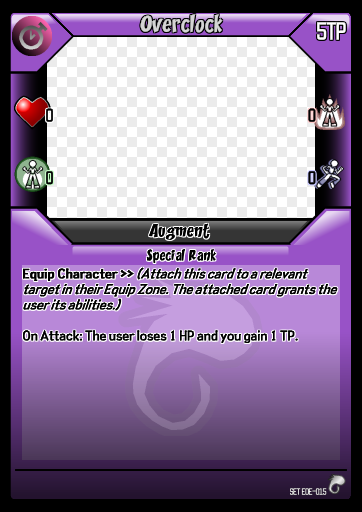 Overclock
5TP
0
0
0
0
Augment
Special Rank
Equip Character >> (Attach this card to a relevant
target in their Equip Zone. The attached card grants the
user its abilities.)
On Attack: The user loses 1 HP and you gain 1 TP.
SET EDE-015